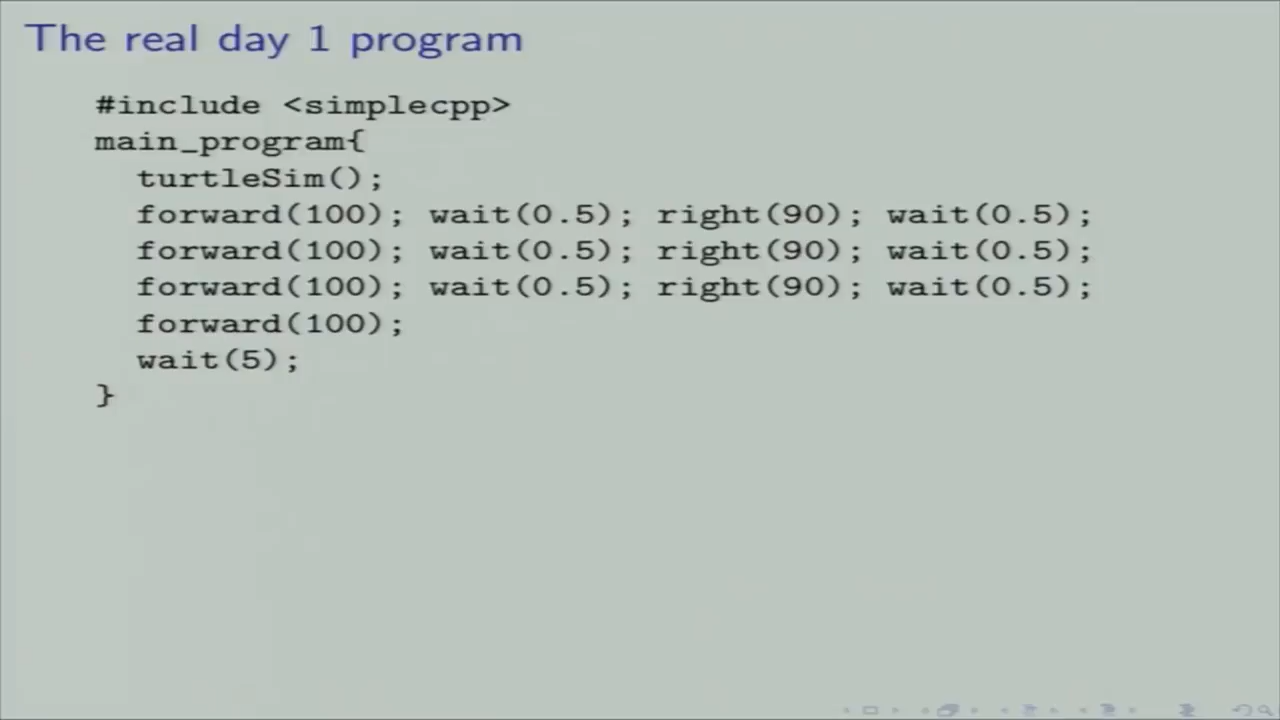 The real day 1 program
#include <simplecpp>
main_program{
turtleSim();
forward(100); wait(0.5); right(90); wait(0.5);
forward(100); wait(0.5); right(90); wait(0.5);
forward(100); wait(0.5); right(90); wait(0.5);
forward(100);
wait(5);
}